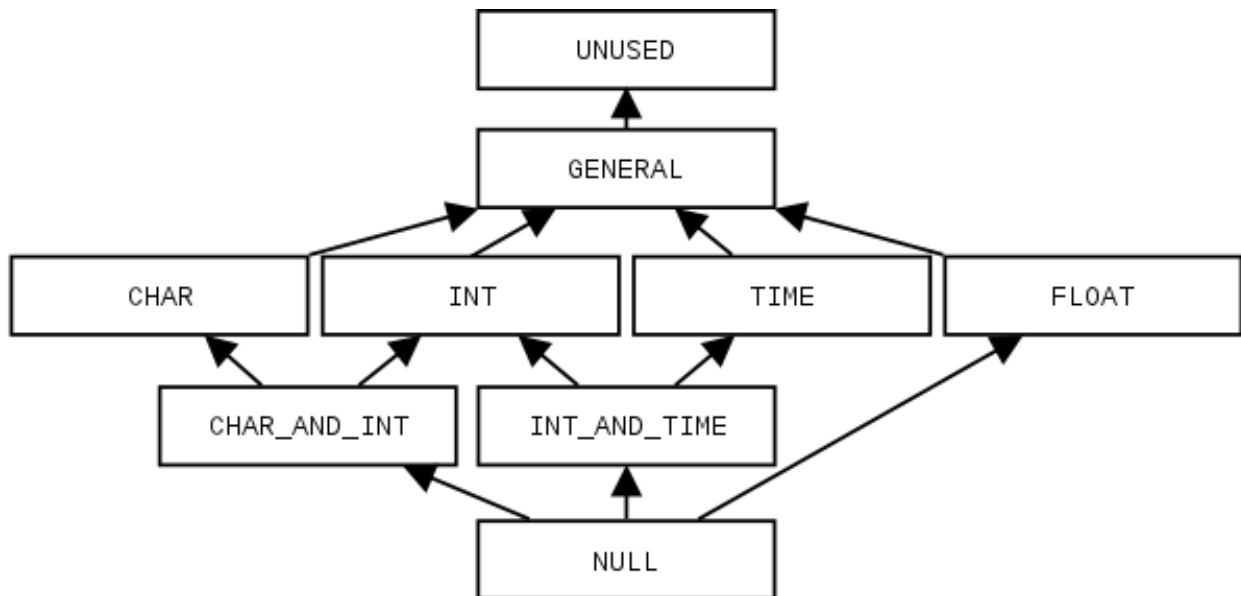 UNUSED
GENERAL
CHAR
INT
TIME
FLOAT
CHAR_AND_INT
INT_AND_TIME
NULL